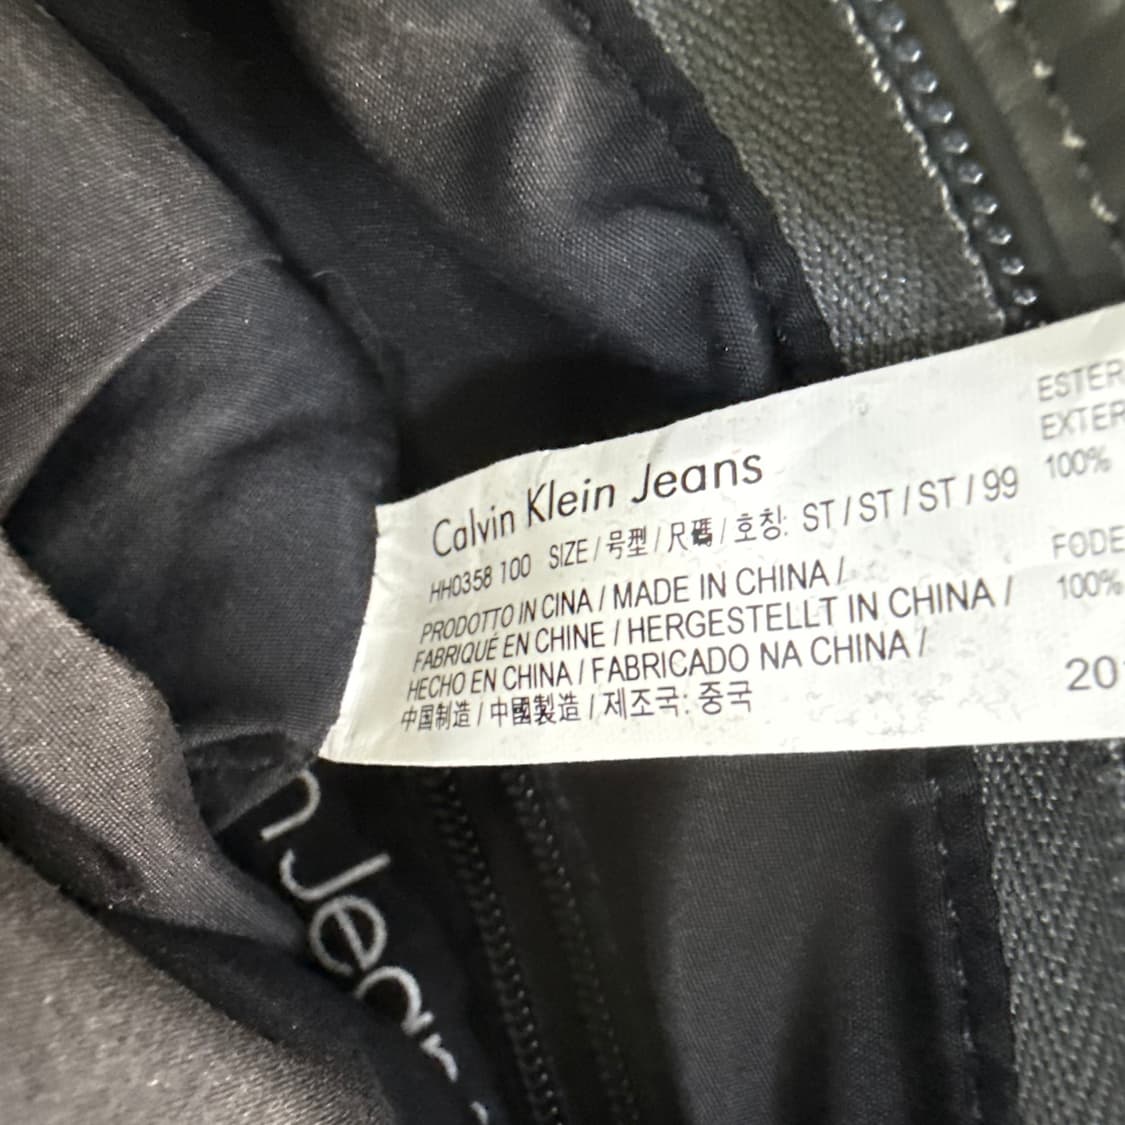 Calvin Klein Jeans
HH0358 100 SIZE / 号型 / 尺碼 / 호칭: ST / ST / ST / 99
PRODOTTO IN CINA / MADE IN CHINA /
FABRIQUÉ EN CHINE / HERGESTELLT IN CHINA /
HECHO EN CHINA / FABRICADO NA CHINA /
中国制造 / 中國製造 / 제조국: 중국
ESTER
EXTER
100%
FODE
100%
20
n Jear